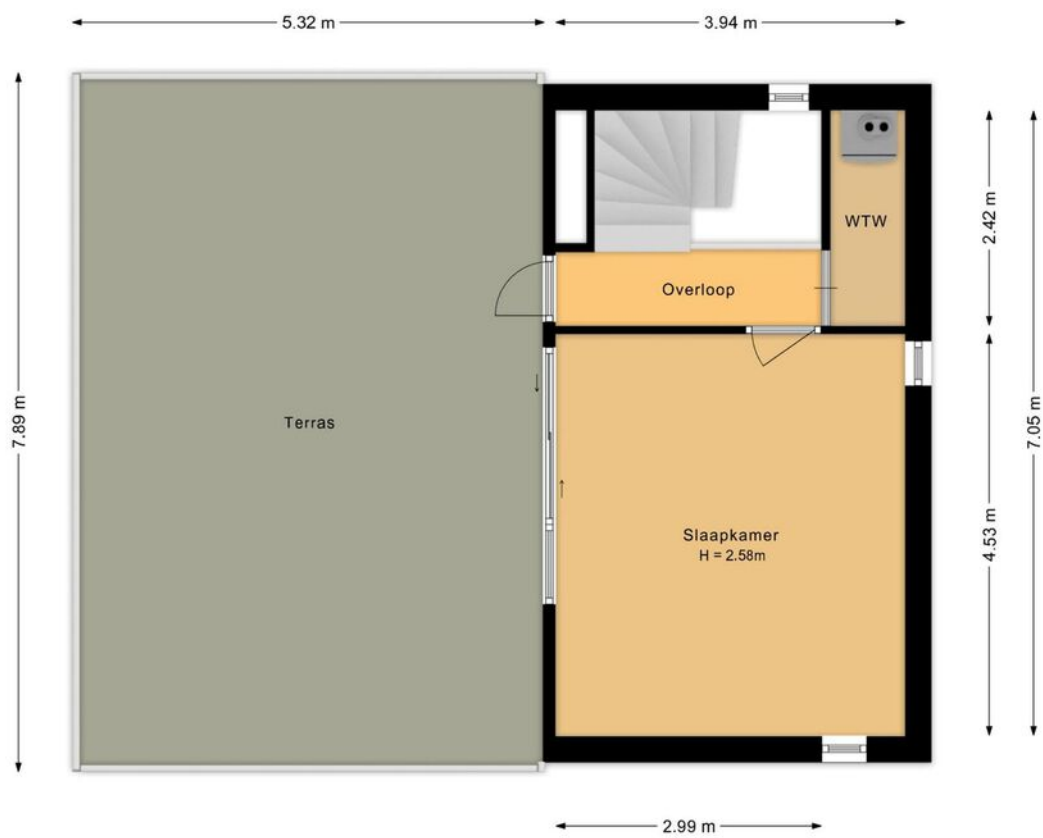 5.32 m
3.94 m
2.42 m
WTW
Overloop
7.89 m
Terras
7.05 m
4.53 m
Slaapkamer
H = 2.58m
2.99 m